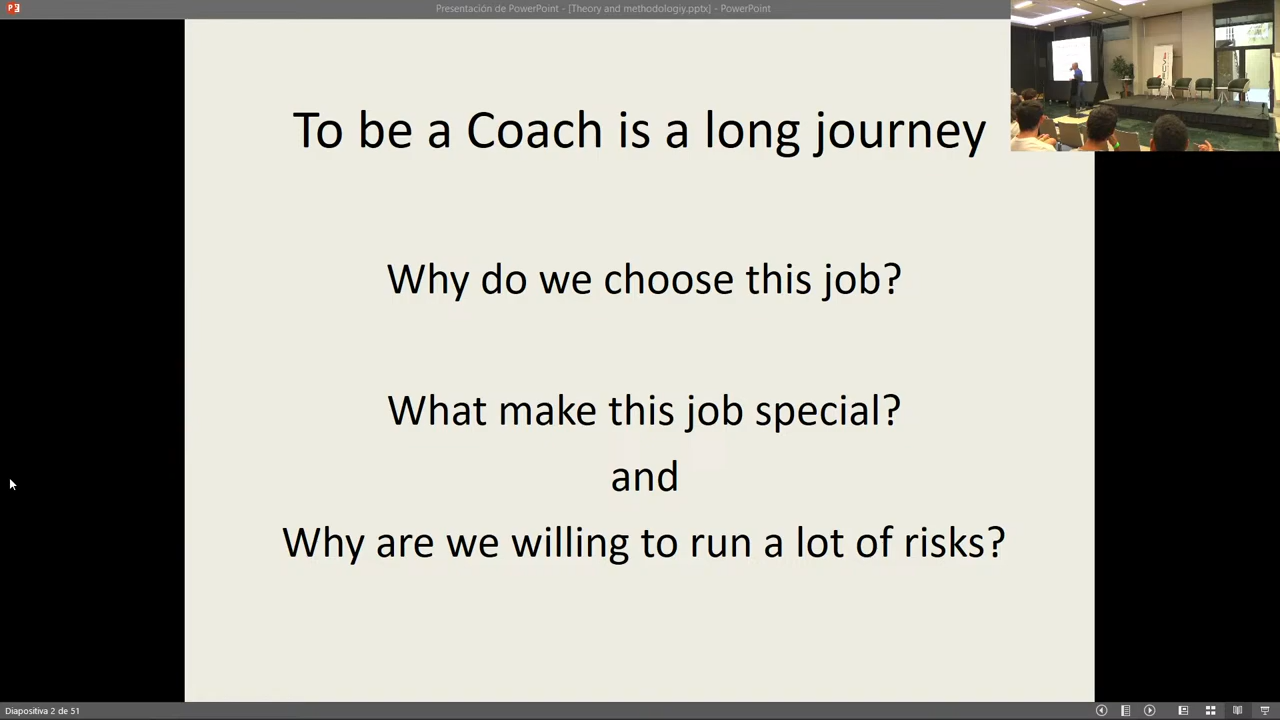 Presentación de PowerPoint - [Theory and methodologiy.pptx] - PowerPoint
To be a Coach is a long journey
Why do we choose this job?
What make this job special?
and
Why are we willing to run a lot of risks?
Diapositiva 2 de 51